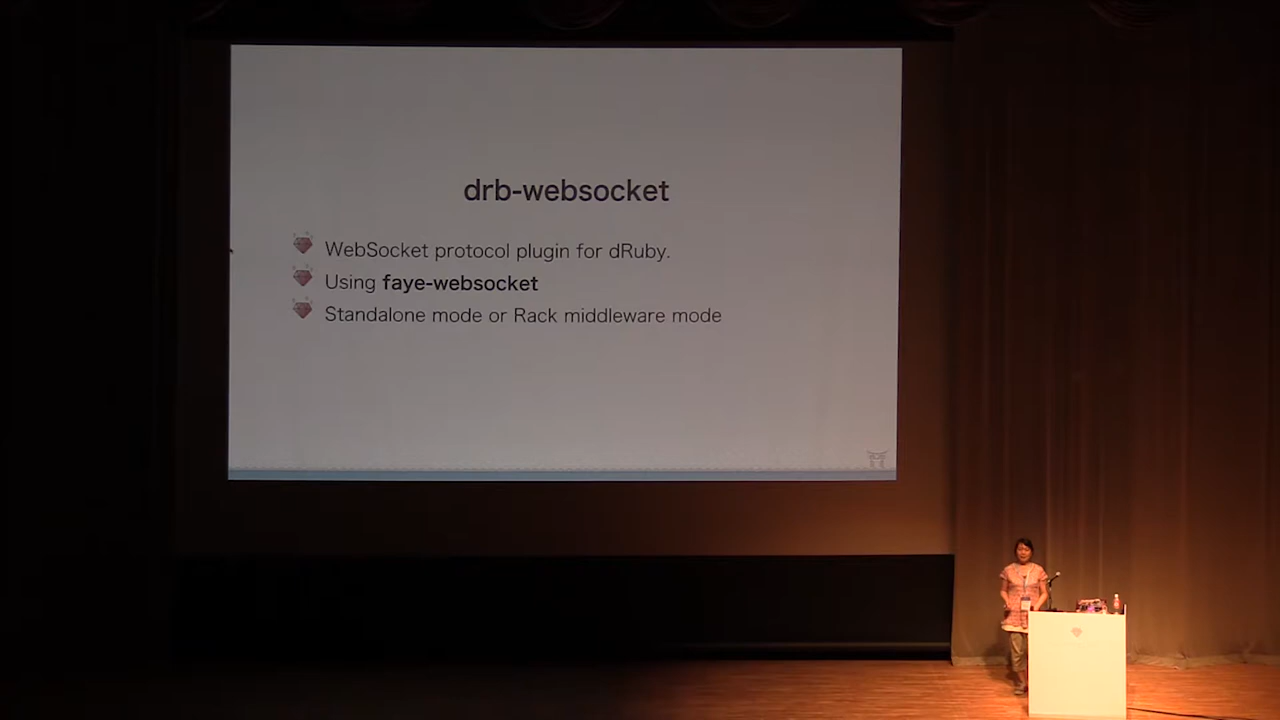 drb-websocket
WebSocket protocol plugin for dRuby.
Using faye-websocket
Standalone mode or Rack middleware mode